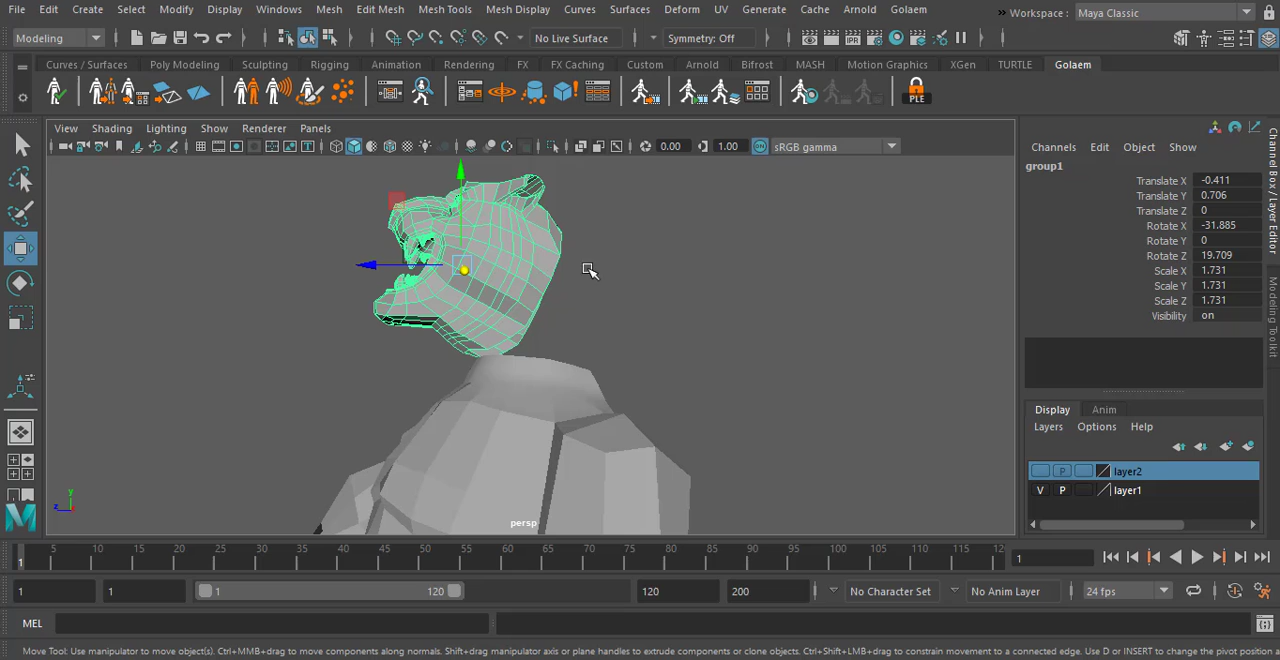 File Edit Create Select Modify Display Windows Mesh Edit Mesh Mesh Tools Mesh Display Curves Surfaces Deform UV Generate Cache Arnold Golaem » Workspace : Maya Classic
Modeling No Live Surface Symmetry: Off
Curves / Surfaces Poly Modeling Sculpting Rigging Animation Rendering FX FX Caching Custom Arnold Bifrost MASH Motion Graphics XGen TURTLE Golaem
PLE
View Shading Lighting Show Renderer Panels
0.00 1.00 sRGB gamma
Channels Edit Object Show
group1
Translate X -0.411
Translate Y 0.706
Translate Z 0
Rotate X -31.885
Rotate Y 0
Rotate Z 19.709
Scale X 1.731
Scale Y 1.731
Scale Z 1.731
Visibility on
Channel Box / Layer Editor
Modeling Toolkit
Display Anim
Layers Options Help
P layer2
V P layer1
y
z
persp
5 10 15 20 25 30 35 40 45 50 55 60 65 70 75 80 85 90 95 100 105 110 115 12
1 1
1 1 1 120 120 200 No Character Set No Anim Layer 24 fps
MEL
Move Tool: Use manipulator to move object(s). Ctrl+MMB+drag to move components along normals. Shift+drag manipulator axis or plane handles to extrude components or clone objects. Ctrl+Shift+LMB+drag to constrain movement to a connected edge. Use D or INSERT to change the pivot position a